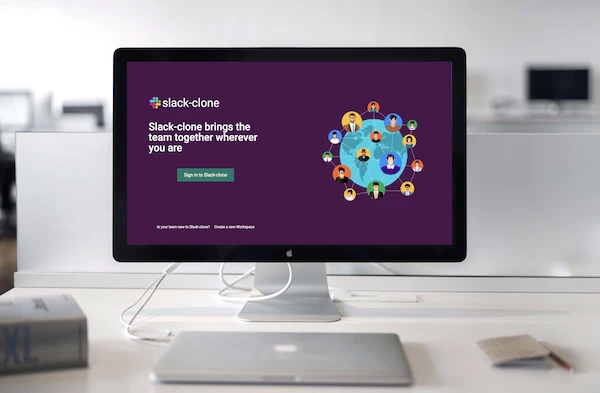 slack-clone
Slack-clone brings the
team together wherever
you are
Sign in to Slack-clone
Is your team new to Slack-clone? Create a new Workspace
XL